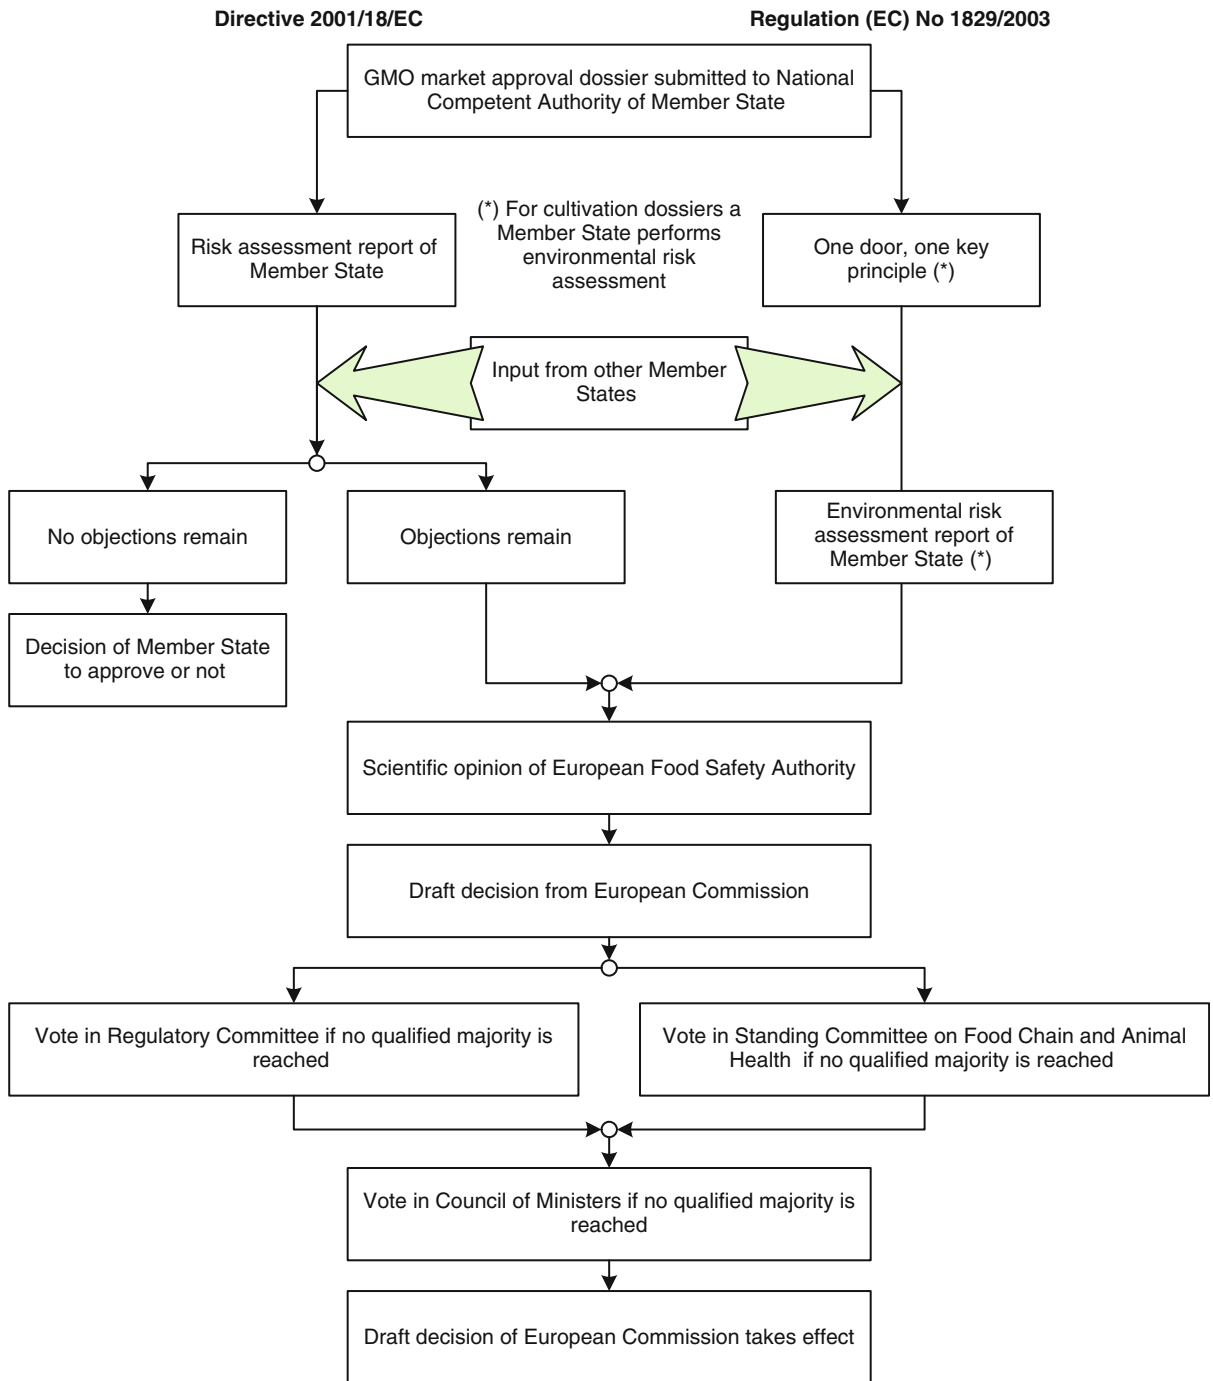 Directive 2001/18/EC
Regulation (EC) No 1829/2003
GMO market approval dossier submitted to National
Competent Authority of Member State
Risk assessment report of
Member State
(*) For cultivation dossiers a
Member State performs
environmental risk
assessment
One door, one key
principle (*)
Input from other Member
States
No objections remain
Objections remain
Environmental risk
assessment report of
Member State (*)
Decision of Member State
to approve or not
Scientific opinion of European Food Safety Authority
Draft decision from European Commission
Vote in Regulatory Committee if no qualified majority is
reached
Vote in Standing Committee on Food Chain and Animal
Health if no qualified majority is reached
Vote in Council of Ministers if no qualified majority is
reached
Draft decision of European Commission takes effect